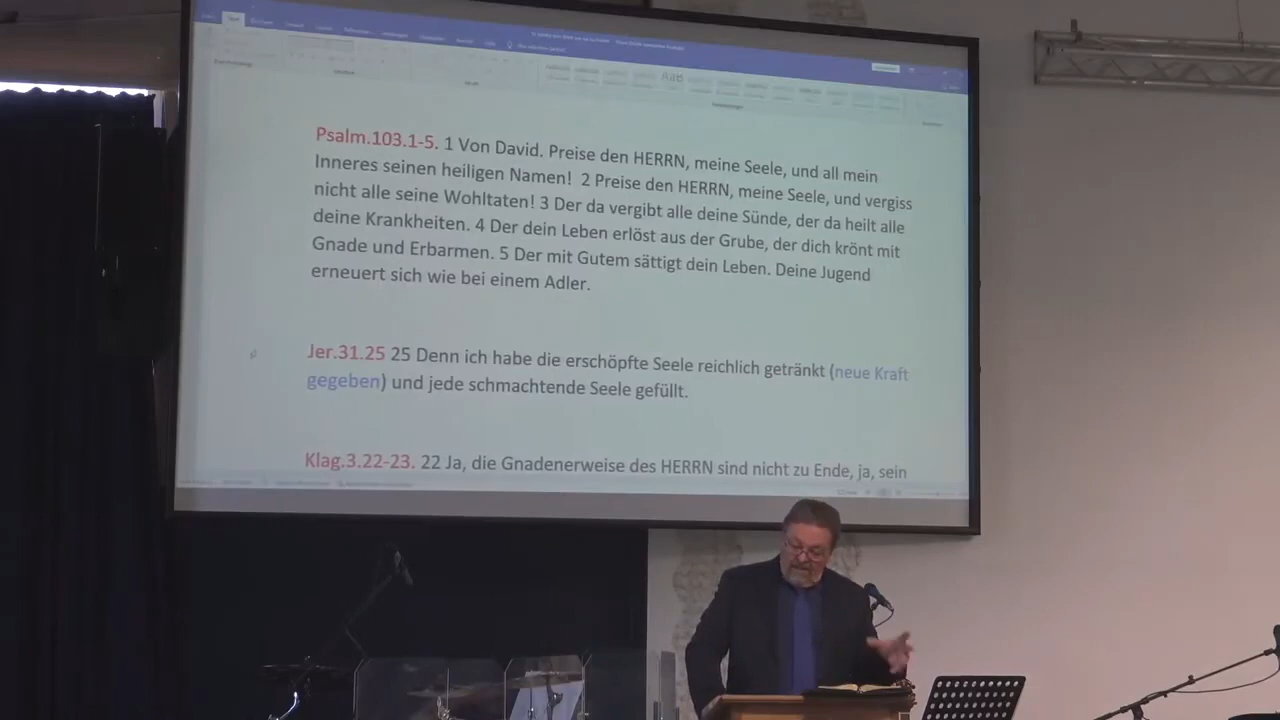 Psalm.103.1-5. 1 Von David. Preise den HERRN, meine Seele, und all mein
Inneres seinen heiligen Namen! 2 Preise den HERRN, meine Seele, und vergiss
nicht alle seine Wohltaten! 3 Der da vergibt alle deine Sünde, der da heilt alle
deine Krankheiten. 4 Der dein Leben erlöst aus der Grube, der dich krönt mit
Gnade und Erbarmen. 5 Der mit Gutem sättigt dein Leben. Deine Jugend
erneuert sich wie bei einem Adler.
Jer.31.25 25 Denn ich habe die erschöpfte Seele reichlich getränkt (neue Kraft
gegeben) und jede schmachtende Seele gefüllt.
Klag.3.22-23. 22 Ja, die Gnadenerweise des HERRN sind nicht zu Ende, ja, sein